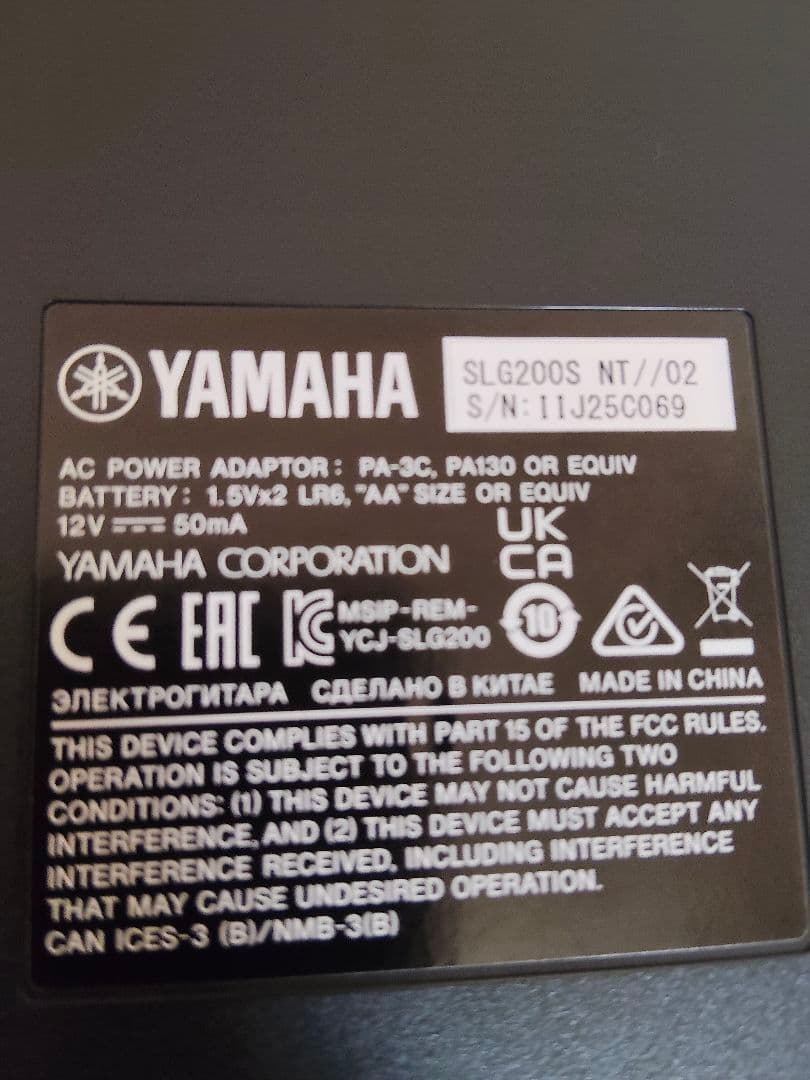 YAMAHA
SLG200S NT//02
S/N:IIJ25C069
AC POWER ADAPTOR: PA-3C, PA130 OR EQUIV
BATTERY: 1.5Vx2 LR6, "AA" SIZE OR EQUIV
12V 50mA
UK
CA
YAMAHA CORPORATION
CE EAC KC MSIP-REM-
YCJ-SLG200
10
ЭЛЕКТРОГИТАРА СДЕЛАНО В КИТАЕ MADE IN CHINA
THIS DEVICE COMPLIES WITH PART 15 OF THE FCC RULES.
OPERATION IS SUBJECT TO THE FOLLOWING TWO
CONDITIONS: (1) THIS DEVICE MAY NOT CAUSE HARMFUL
INTERFERENCE, AND (2) THIS DEVICE MUST ACCEPT ANY
INTERFERENCE RECEIVED, INCLUDING INTERFERENCE
THAT MAY CAUSE UNDESIRED OPERATION.
CAN ICES-3 (B)/NMB-3(B)